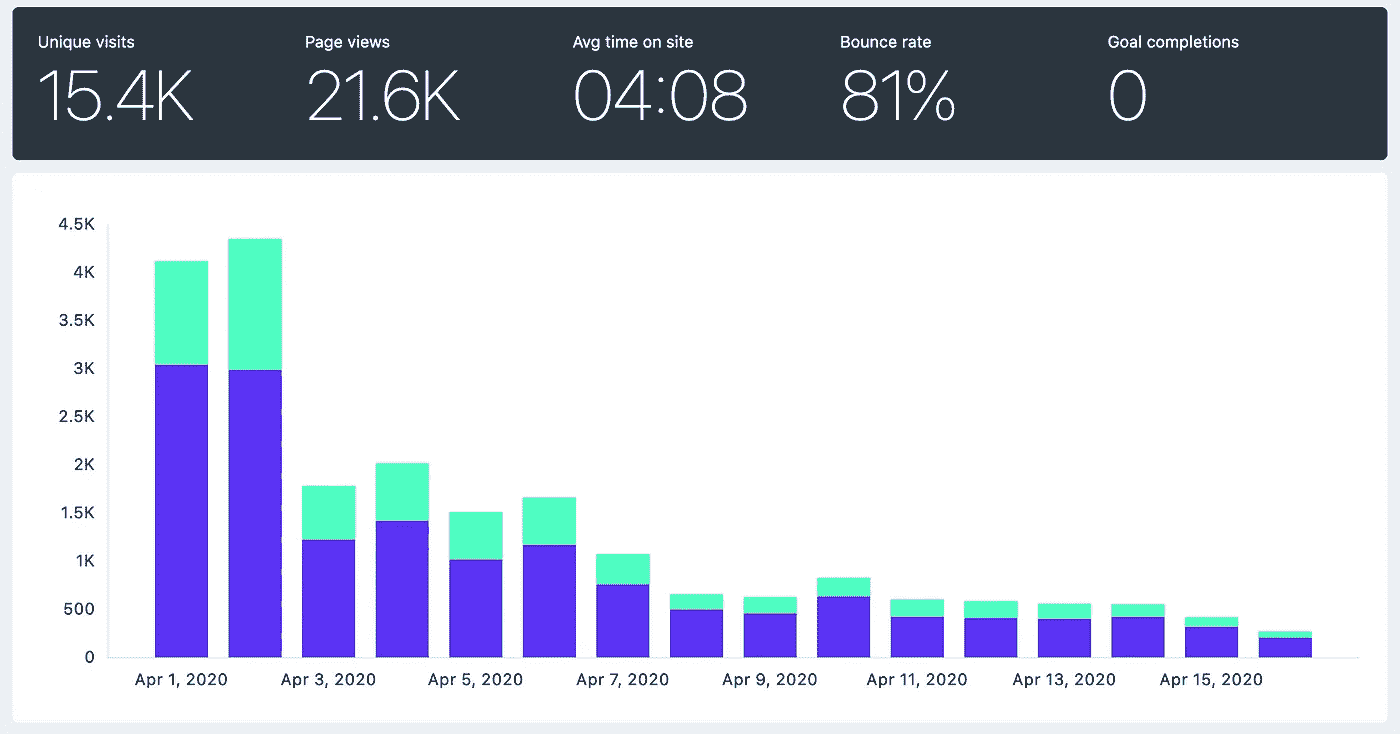 Unique visits
Page views
Avg time on site
Bounce rate
Goal completions
15.4K
21.6K
04:08
81%
0
4.5K
4K
3.5K
3K
2.5K
2K
1.5K
1K
500
0
Apr 1, 2020
Apr 3, 2020
Apr 5, 2020
Apr 7, 2020
Apr 9, 2020
Apr 11, 2020
Apr 13, 2020
Apr 15, 2020